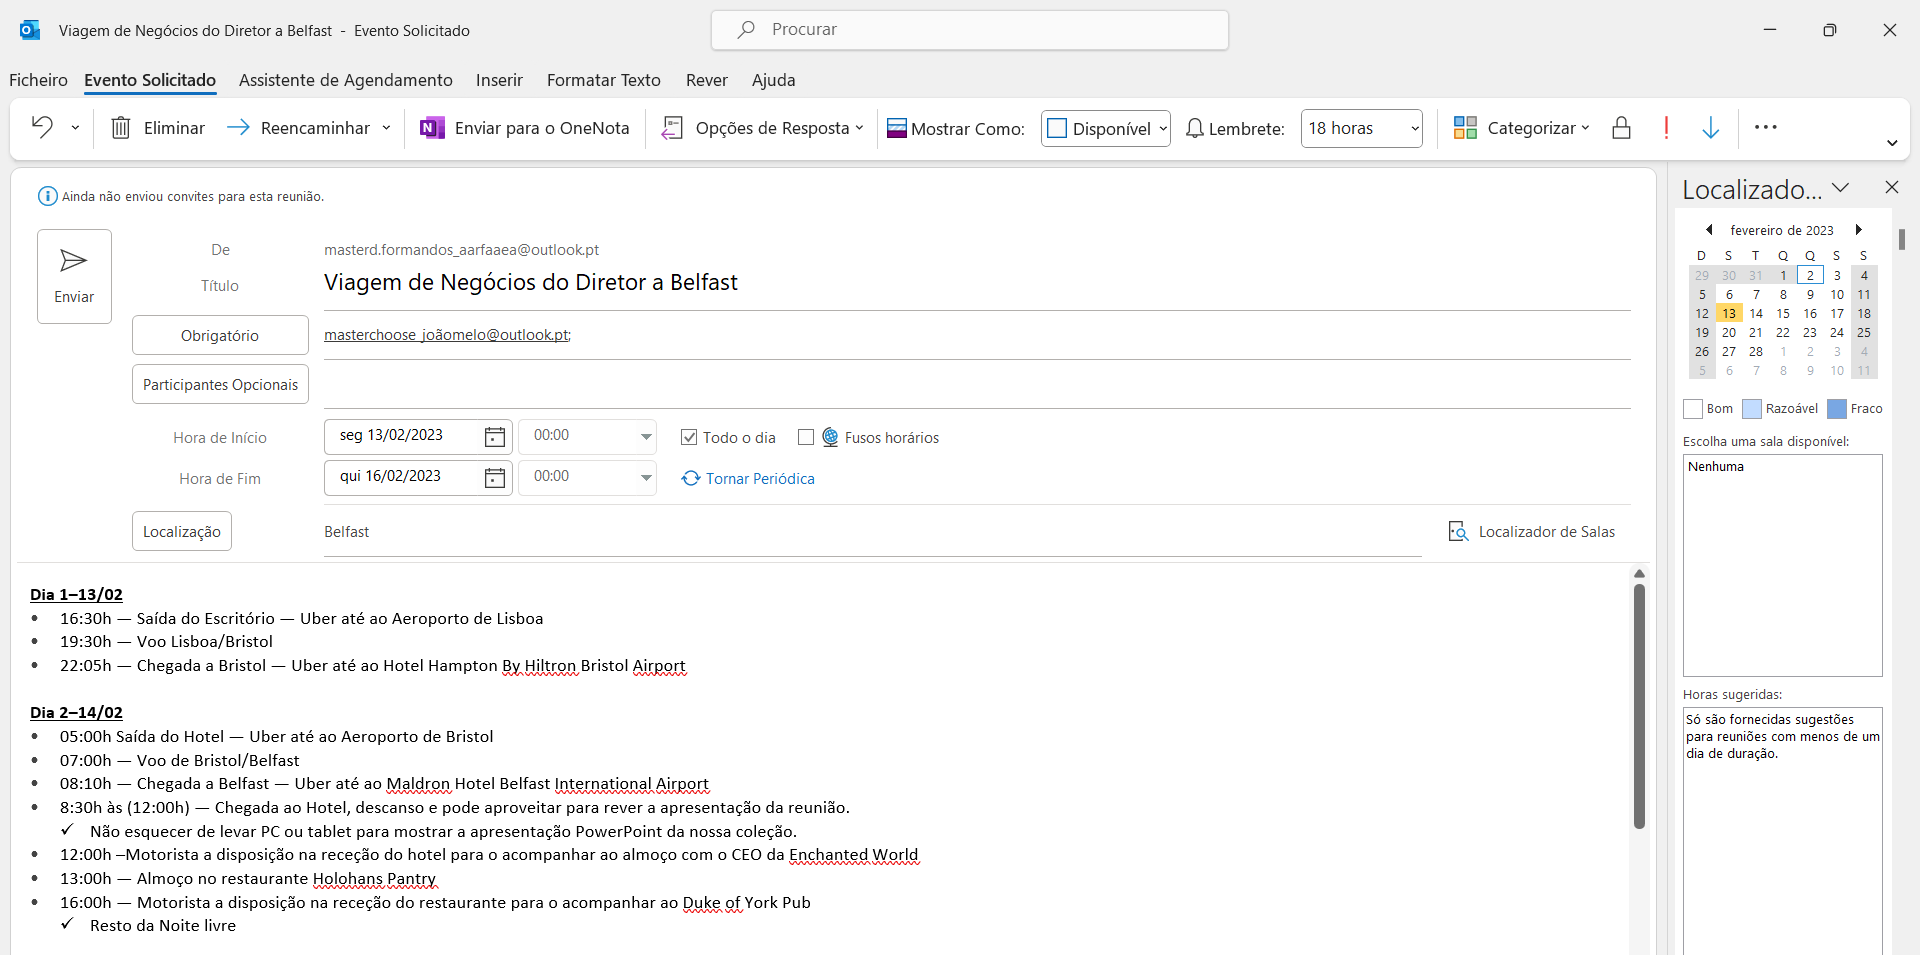 Viagem de Negócios do Diretor a Belfast - Evento Solicitado
Procurar
Ficheiro Evento Solicitado Assistente de Agendamento Inserir Formatar Texto Rever Ajuda
Eliminar Reencaminhar Enviar para o OneNota Opções de Resposta Mostrar Como: Disponível Lembrete: 18 horas Categorizar
Ainda não enviou convites para esta reunião.
Enviar
De masterd.formandos_aarfaaea@outlook.pt
Título Viagem de Negócios do Diretor a Belfast
Obrigatório masterchoose_joãomelo@outlook.pt;
Participantes Opcionais
Hora de Início seg 13/02/2023 00:00 Todo o dia Fusos horários
Hora de Fim qui 16/02/2023 00:00 Tornar Periódica
Localização Belfast Localizador de Salas
Dia 1–13/02
• 16:30h — Saída do Escritório — Uber até ao Aeroporto de Lisboa
• 19:30h — Voo Lisboa/Bristol
• 22:05h — Chegada a Bristol — Uber até ao Hotel Hampton By Hiltron Bristol Airport
Dia 2–14/02
• 05:00h Saída do Hotel — Uber até ao Aeroporto de Bristol
• 07:00h — Voo de Bristol/Belfast
• 08:10h — Chegada a Belfast — Uber até ao Maldron Hotel Belfast International Airport
• 8:30h às (12:00h) — Chegada ao Hotel, descanso e pode aproveitar para rever a apresentação da reunião.
✓ Não esquecer de levar PC ou tablet para mostrar a apresentação PowerPoint da nossa coleção.
• 12:00h –Motorista a disposição na receção do hotel para o acompanhar ao almoço com o CEO da Enchanted World
• 13:00h — Almoço no restaurante Holohans Pantry
• 16:00h — Motorista a disposição na receção do restaurante para o acompanhar ao Duke of York Pub
✓ Resto da Noite livre
Localizado...
fevereiro de 2023
D S T Q Q S S
29 30 31 1 2 3 4
5 6 7 8 9 10 11
12 13 14 15 16 17 18
19 20 21 22 23 24 25
26 27 28 1 2 3 4
5 6 7 8 9 10 11
Bom Razoável Fraco
Escolha uma sala disponível:
Nenhuma
Horas sugeridas:
Só são fornecidas sugestões
para reuniões com menos de um
dia de duração.